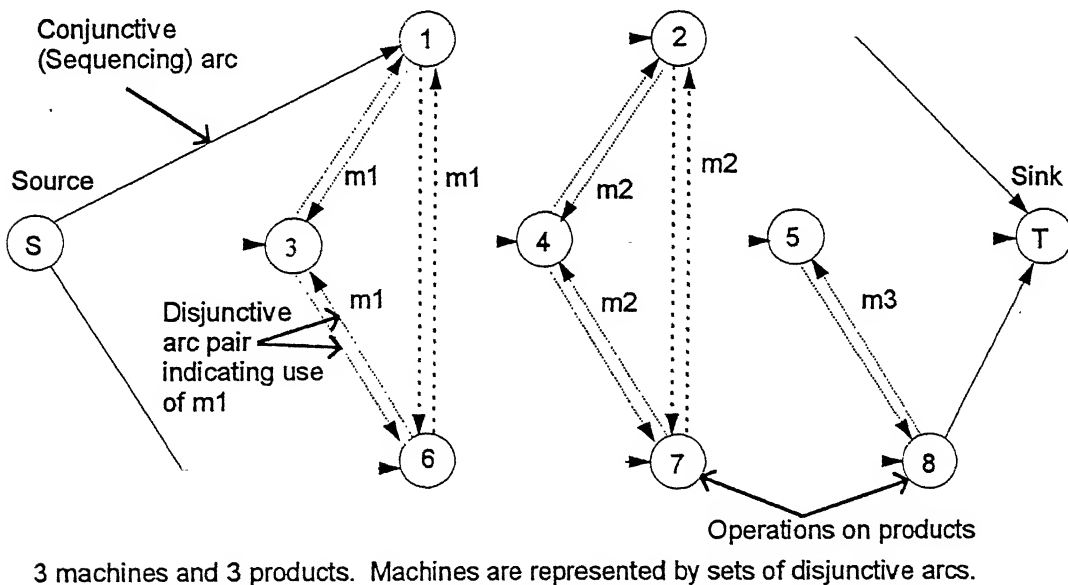 Conjunctive
(Sequencing) arc
1
2
m1
m1
m2
m2
Source
Sink
S
3
4
5
T
m1
m2
m3
Disjunctive
arc pair
indicating use
of m1
6
7
8
Operations on products
3 machines and 3 products. Machines are represented by sets of disjunctive arcs.